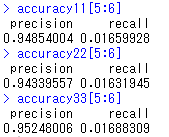 > accuracy11[5:6]
precision recall
0.94854004 0.01659928
> accuracy22[5:6]
precision recall
0.94339557 0.01631945
> accuracy33[5:6]
precision recall
0.95248006 0.01688309